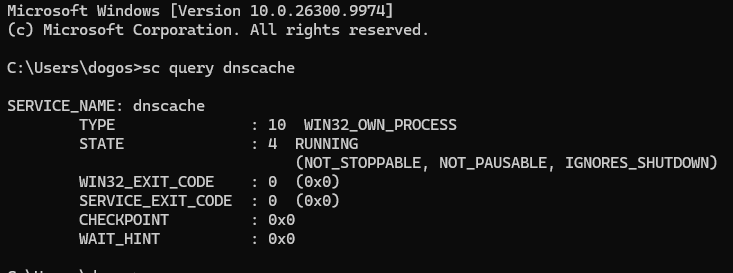 Microsoft Windows [Version 10.0.26300.9974]
(c) Microsoft Corporation. All rights reserved.
C:\Users\dogos>sc query dnscache
SERVICE_NAME: dnscache
TYPE : 10 WIN32_OWN_PROCESS
STATE : 4 RUNNING
(NOT_STOPPABLE, NOT_PAUSABLE, IGNORES_SHUTDOWN)
WIN32_EXIT_CODE : 0 (0x0)
SERVICE_EXIT_CODE : 0 (0x0)
CHECKPOINT : 0x0
WAIT_HINT : 0x0